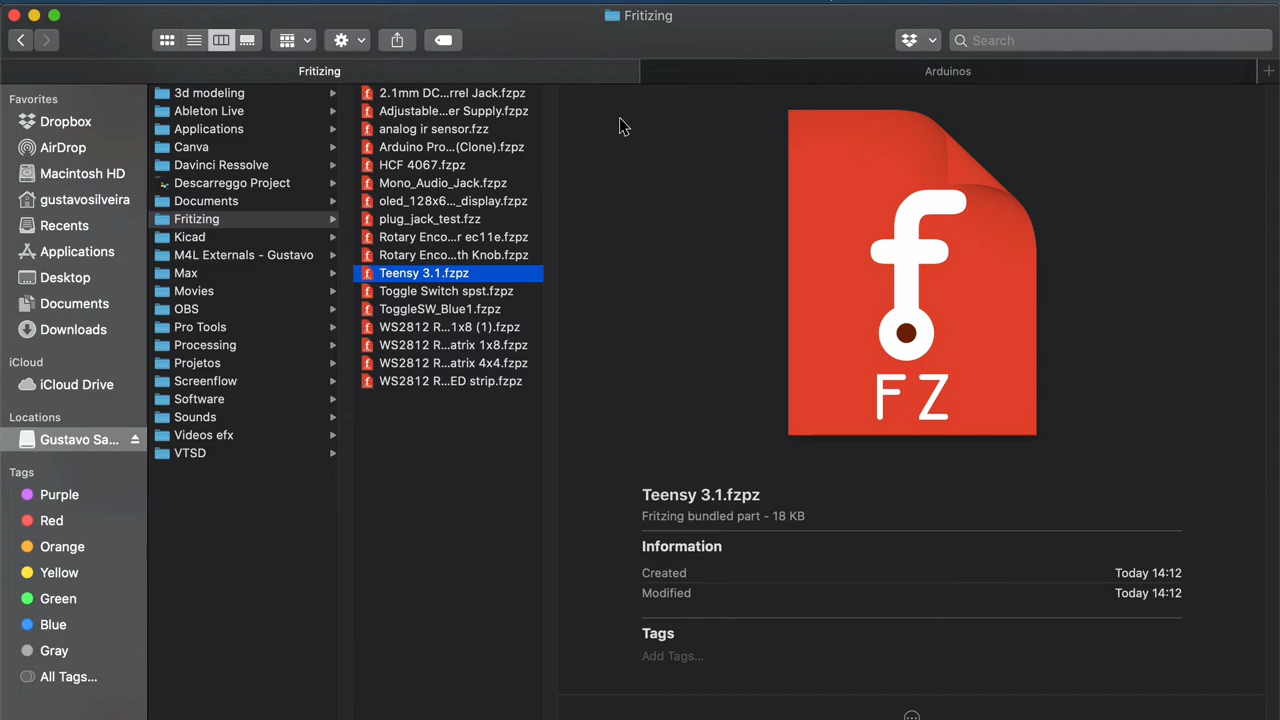 Fritizing
Search
Fritizing
Arduinos
Favorites
Dropbox
AirDrop
Macintosh HD
gustavosilveira
Recents
Applications
Desktop
Documents
Downloads
iCloud
iCloud Drive
Locations
Gustavo Sa...
Tags
Purple
Red
Orange
Yellow
Green
Blue
Gray
All Tags...
3d modeling
Ableton Live
Applications
Canva
Davinci Ressolve
Descarreggo Project
Documents
Fritizing
Kicad
M4L Externals - Gustavo
Max
Movies
OBS
Pro Tools
Processing
Projetos
Screenflow
Software
Sounds
Videos efx
VTSD
2.1mm DC...rrel Jack.fzpz
Adjustable...er Supply.fzpz
analog ir sensor.fzz
Arduino Pro...(Clone).fzpz
HCF 4067.fzpz
Mono_Audio_Jack.fzpz
oled_128x6..._display.fzpz
plug_jack_test.fzz
Rotary Enco...r ec11e.fzpz
Rotary Enco...th Knob.fzpz
Teensy 3.1.fzpz
Toggle Switch spst.fzpz
ToggleSW_Blue1.fzpz
WS2812 R...1x8 (1).fzpz
WS2812 R...atrix 1x8.fzpz
WS2812 R...atrix 4x4.fzpz
WS2812 R...ED strip.fzpz
f
FZ
Teensy 3.1.fzpz
Fritzing bundled part - 18 KB
Information
Created Today 14:12
Modified Today 14:12
Tags
Add Tags...